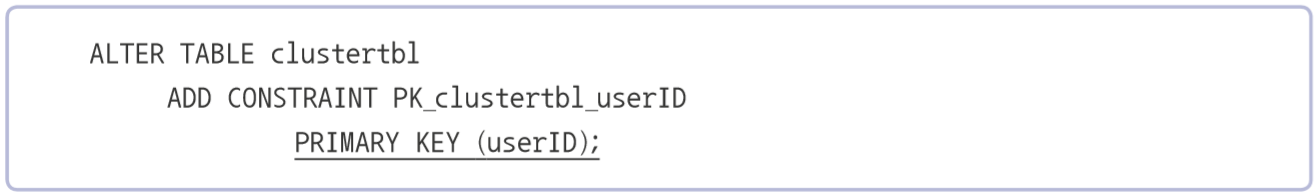 ALTER TABLE clustertbl
ADD CONSTRAINT PK_clustertbl_userID
PRIMARY KEY (userID);